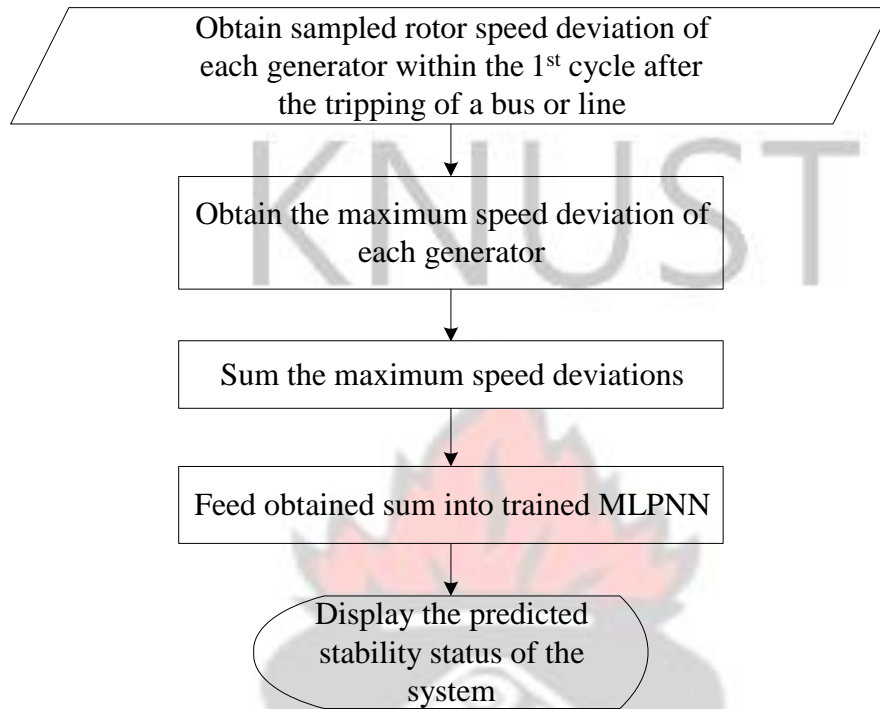 Obtain sampled rotor speed deviation of
each generator within the 1st cycle after
the tripping of a bus or line
KNUST
Obtain the maximum speed deviation of
each generator
Sum the maximum speed deviations
Feed obtained sum into trained MLPNN
Display the predicted
stability status of the
system